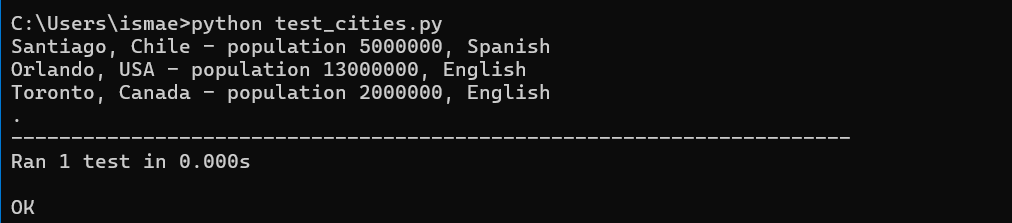 C:\Users\ismae>python test_cities.py
Santiago, Chile - population 5000000, Spanish
Orlando, USA - population 13000000, English
Toronto, Canada - population 2000000, English
.
----------------------------------------------------------------------
Ran 1 test in 0.000s
OK